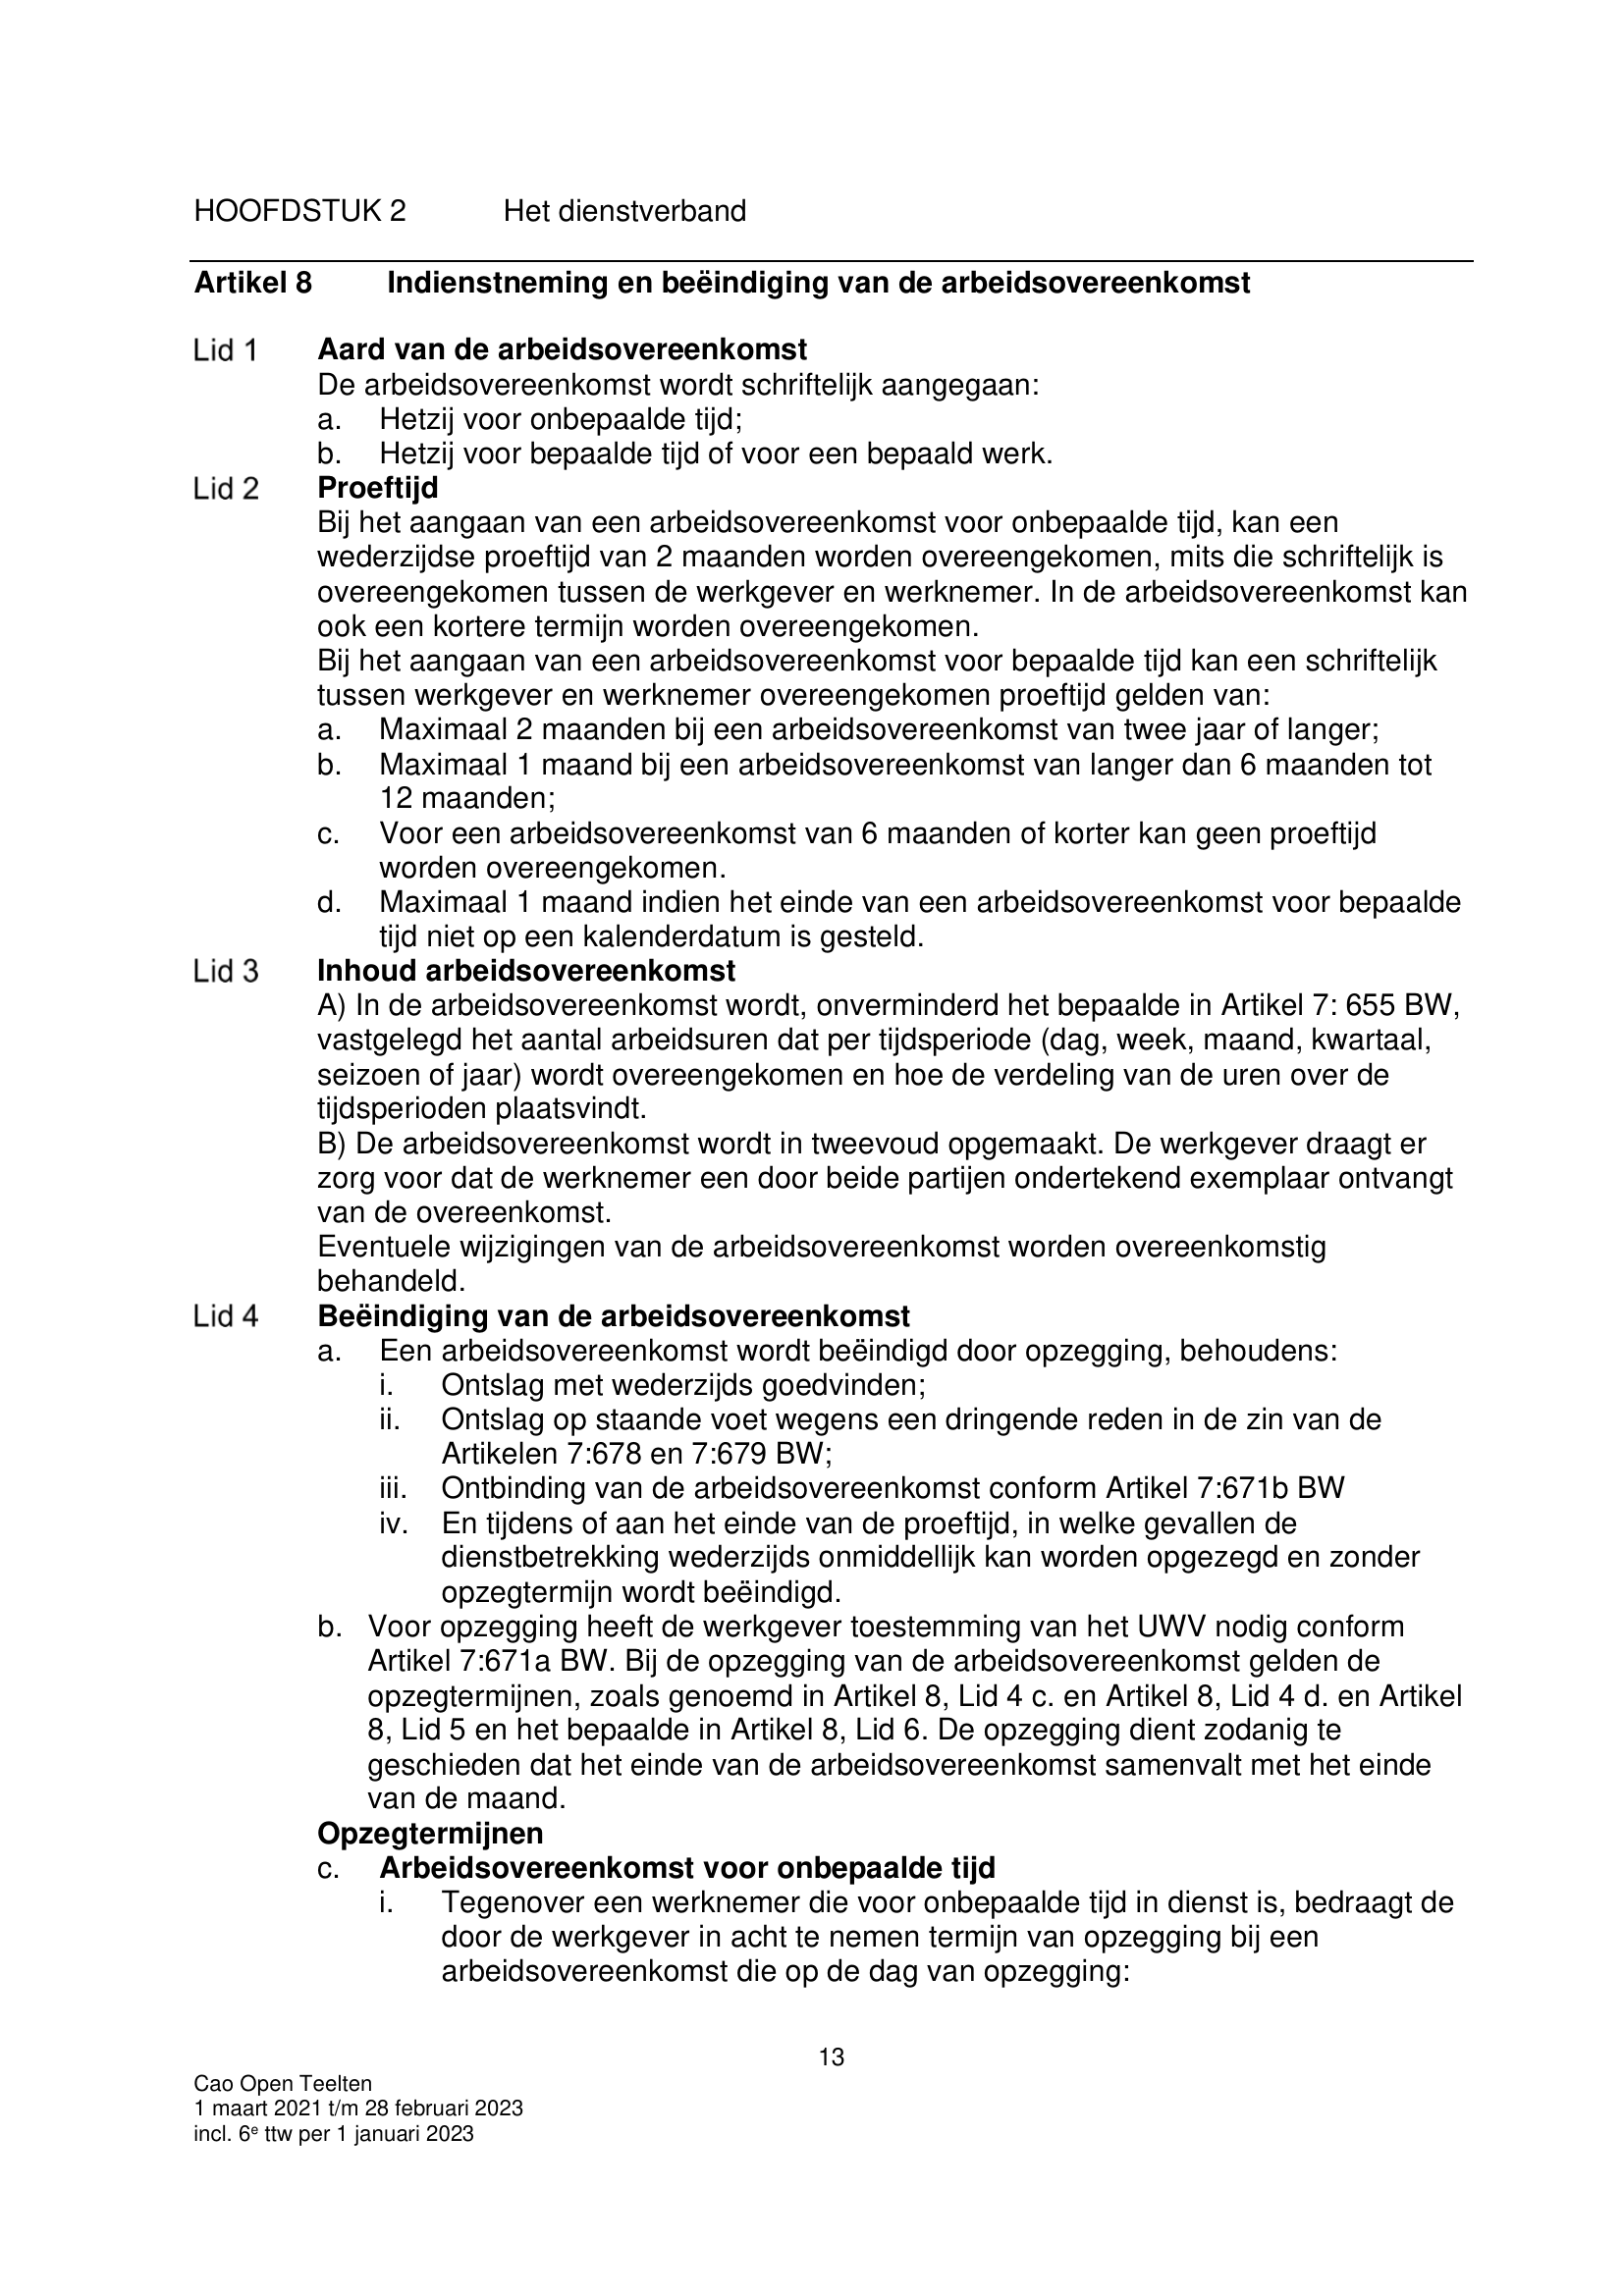 HOOFDSTUK 2 Het dienstverband
Artikel 8 Indienstneming en beëindiging van de arbeidsovereenkomst
Lid 1 Aard van de arbeidsovereenkomst
De arbeidsovereenkomst wordt schriftelijk aangegaan:
a. Hetzij voor onbepaalde tijd;
b. Hetzij voor bepaalde tijd of voor een bepaald werk.
Lid 2 Proeftijd
Bij het aangaan van een arbeidsovereenkomst voor onbepaalde tijd, kan een
wederzijdse proeftijd van 2 maanden worden overeengekomen, mits die schriftelijk is
overeengekomen tussen de werkgever en werknemer. In de arbeidsovereenkomst kan
ook een kortere termijn worden overeengekomen.
Bij het aangaan van een arbeidsovereenkomst voor bepaalde tijd kan een schriftelijk
tussen werkgever en werknemer overeengekomen proeftijd gelden van:
a. Maximaal 2 maanden bij een arbeidsovereenkomst van twee jaar of langer;
b. Maximaal 1 maand bij een arbeidsovereenkomst van langer dan 6 maanden tot
12 maanden;
c. Voor een arbeidsovereenkomst van 6 maanden of korter kan geen proeftijd
worden overeengekomen.
d. Maximaal 1 maand indien het einde van een arbeidsovereenkomst voor bepaalde
tijd niet op een kalenderdatum is gesteld.
Lid 3 Inhoud arbeidsovereenkomst
A) In de arbeidsovereenkomst wordt, onverminderd het bepaalde in Artikel 7: 655 BW,
vastgelegd het aantal arbeidsuren dat per tijdsperiode (dag, week, maand, kwartaal,
seizoen of jaar) wordt overeengekomen en hoe de verdeling van de uren over de
tijdsperioden plaatsvindt.
B) De arbeidsovereenkomst wordt in tweevoud opgemaakt. De werkgever draagt er
zorg voor dat de werknemer een door beide partijen ondertekend exemplaar ontvangt
van de overeenkomst.
Eventuele wijzigingen van de arbeidsovereenkomst worden overeenkomstig
behandeld.
Lid 4 Beëindiging van de arbeidsovereenkomst
a. Een arbeidsovereenkomst wordt beëindigd door opzegging, behoudens:
i. Ontslag met wederzijds goedvinden;
ii. Ontslag op staande voet wegens een dringende reden in de zin van de
Artikelen 7:678 en 7:679 BW;
iii. Ontbinding van de arbeidsovereenkomst conform Artikel 7:671b BW
iv. En tijdens of aan het einde van de proeftijd, in welke gevallen de
dienstbetrekking wederzijds onmiddellijk kan worden opgezegd en zonder
opzegtermijn wordt beëindigd.
b. Voor opzegging heeft de werkgever toestemming van het UWV nodig conform
Artikel 7:671a BW. Bij de opzegging van de arbeidsovereenkomst gelden de
opzegtermijnen, zoals genoemd in Artikel 8, Lid 4 c. en Artikel 8, Lid 4 d. en Artikel
8, Lid 5 en het bepaalde in Artikel 8, Lid 6. De opzegging dient zodanig te
geschieden dat het einde van de arbeidsovereenkomst samenvalt met het einde
van de maand.
Opzegtermijnen
c. Arbeidsovereenkomst voor onbepaalde tijd
i. Tegenover een werknemer die voor onbepaalde tijd in dienst is, bedraagt de
door de werkgever in acht te nemen termijn van opzegging bij een
arbeidsovereenkomst die op de dag van opzegging:
13
Cao Open Teelten
1 maart 2021 t/m 28 februari 2023
incl. 6e ttw per 1 januari 2023